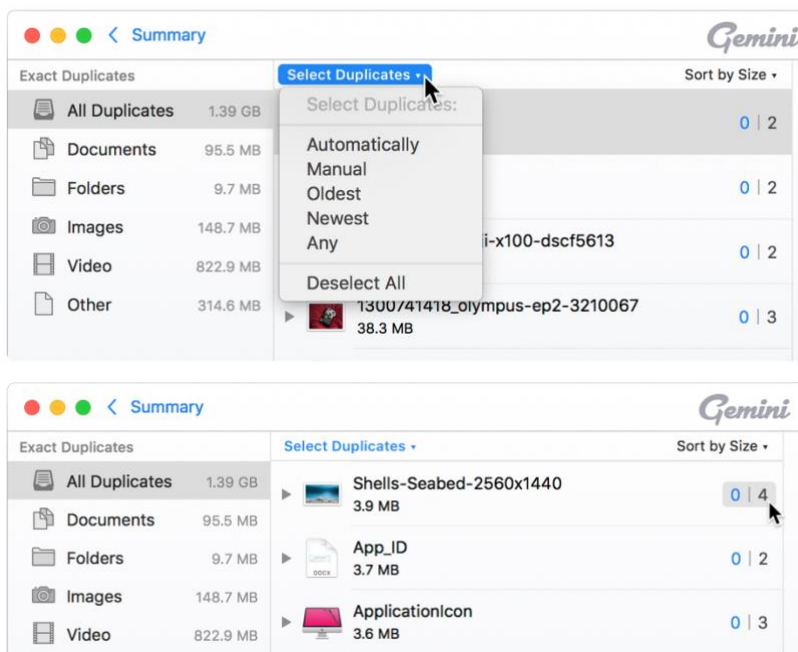 Summary
Gemini
Exact Duplicates
Select Duplicates
Sort by Size
Select Duplicates:
Automatically
Manual
Oldest
Newest
Any
Deselect All
All Duplicates 1.39 GB
Documents 95.5 MB
Folders 9.7 MB
Images 148.7 MB
Video 822.9 MB
Other 314.6 MB
0 | 2
0 | 2
i-x100-dscf5613
0 | 2
1300741418_olympus-ep2-3210067
38.3 MB
0 | 3
Summary
Gemini
Exact Duplicates
Select Duplicates
Sort by Size
All Duplicates 1.39 GB
Documents 95.5 MB
Folders 9.7 MB
Images 148.7 MB
Video 822.9 MB
Shells-Seabed-2560x1440
3.9 MB
0 | 4
App_ID
3.7 MB
0 | 2
DOCX
ApplicationIcon
3.6 MB
0 | 3